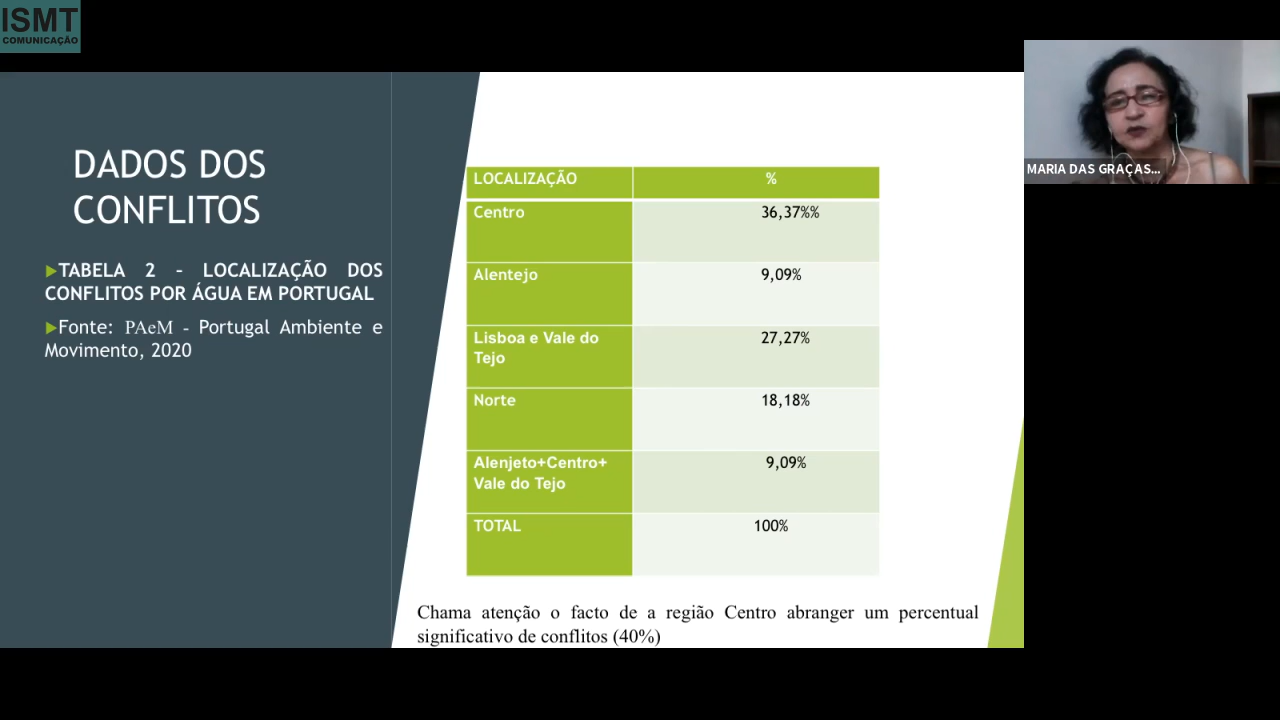 ISMT
COMUNICAÇÃO
DADOS DOS
CONFLITOS
TABELA 2 – LOCALIZAÇÃO DOS
CONFLITOS POR ÁGUA EM PORTUGAL
Fonte: PAeM - Portugal Ambiente e
Movimento, 2020
LOCALIZAÇÃO %
Centro 36,37%%
Alentejo 9,09%
Lisboa e Vale do
Tejo 27,27%
Norte 18,18%
Alenjeto+Centro+
Vale do Tejo 9,09%
TOTAL 100%
Chama atenção o facto de a região Centro abranger um percentual
significativo de conflitos (40%)
MARIA DAS GRAÇAS...